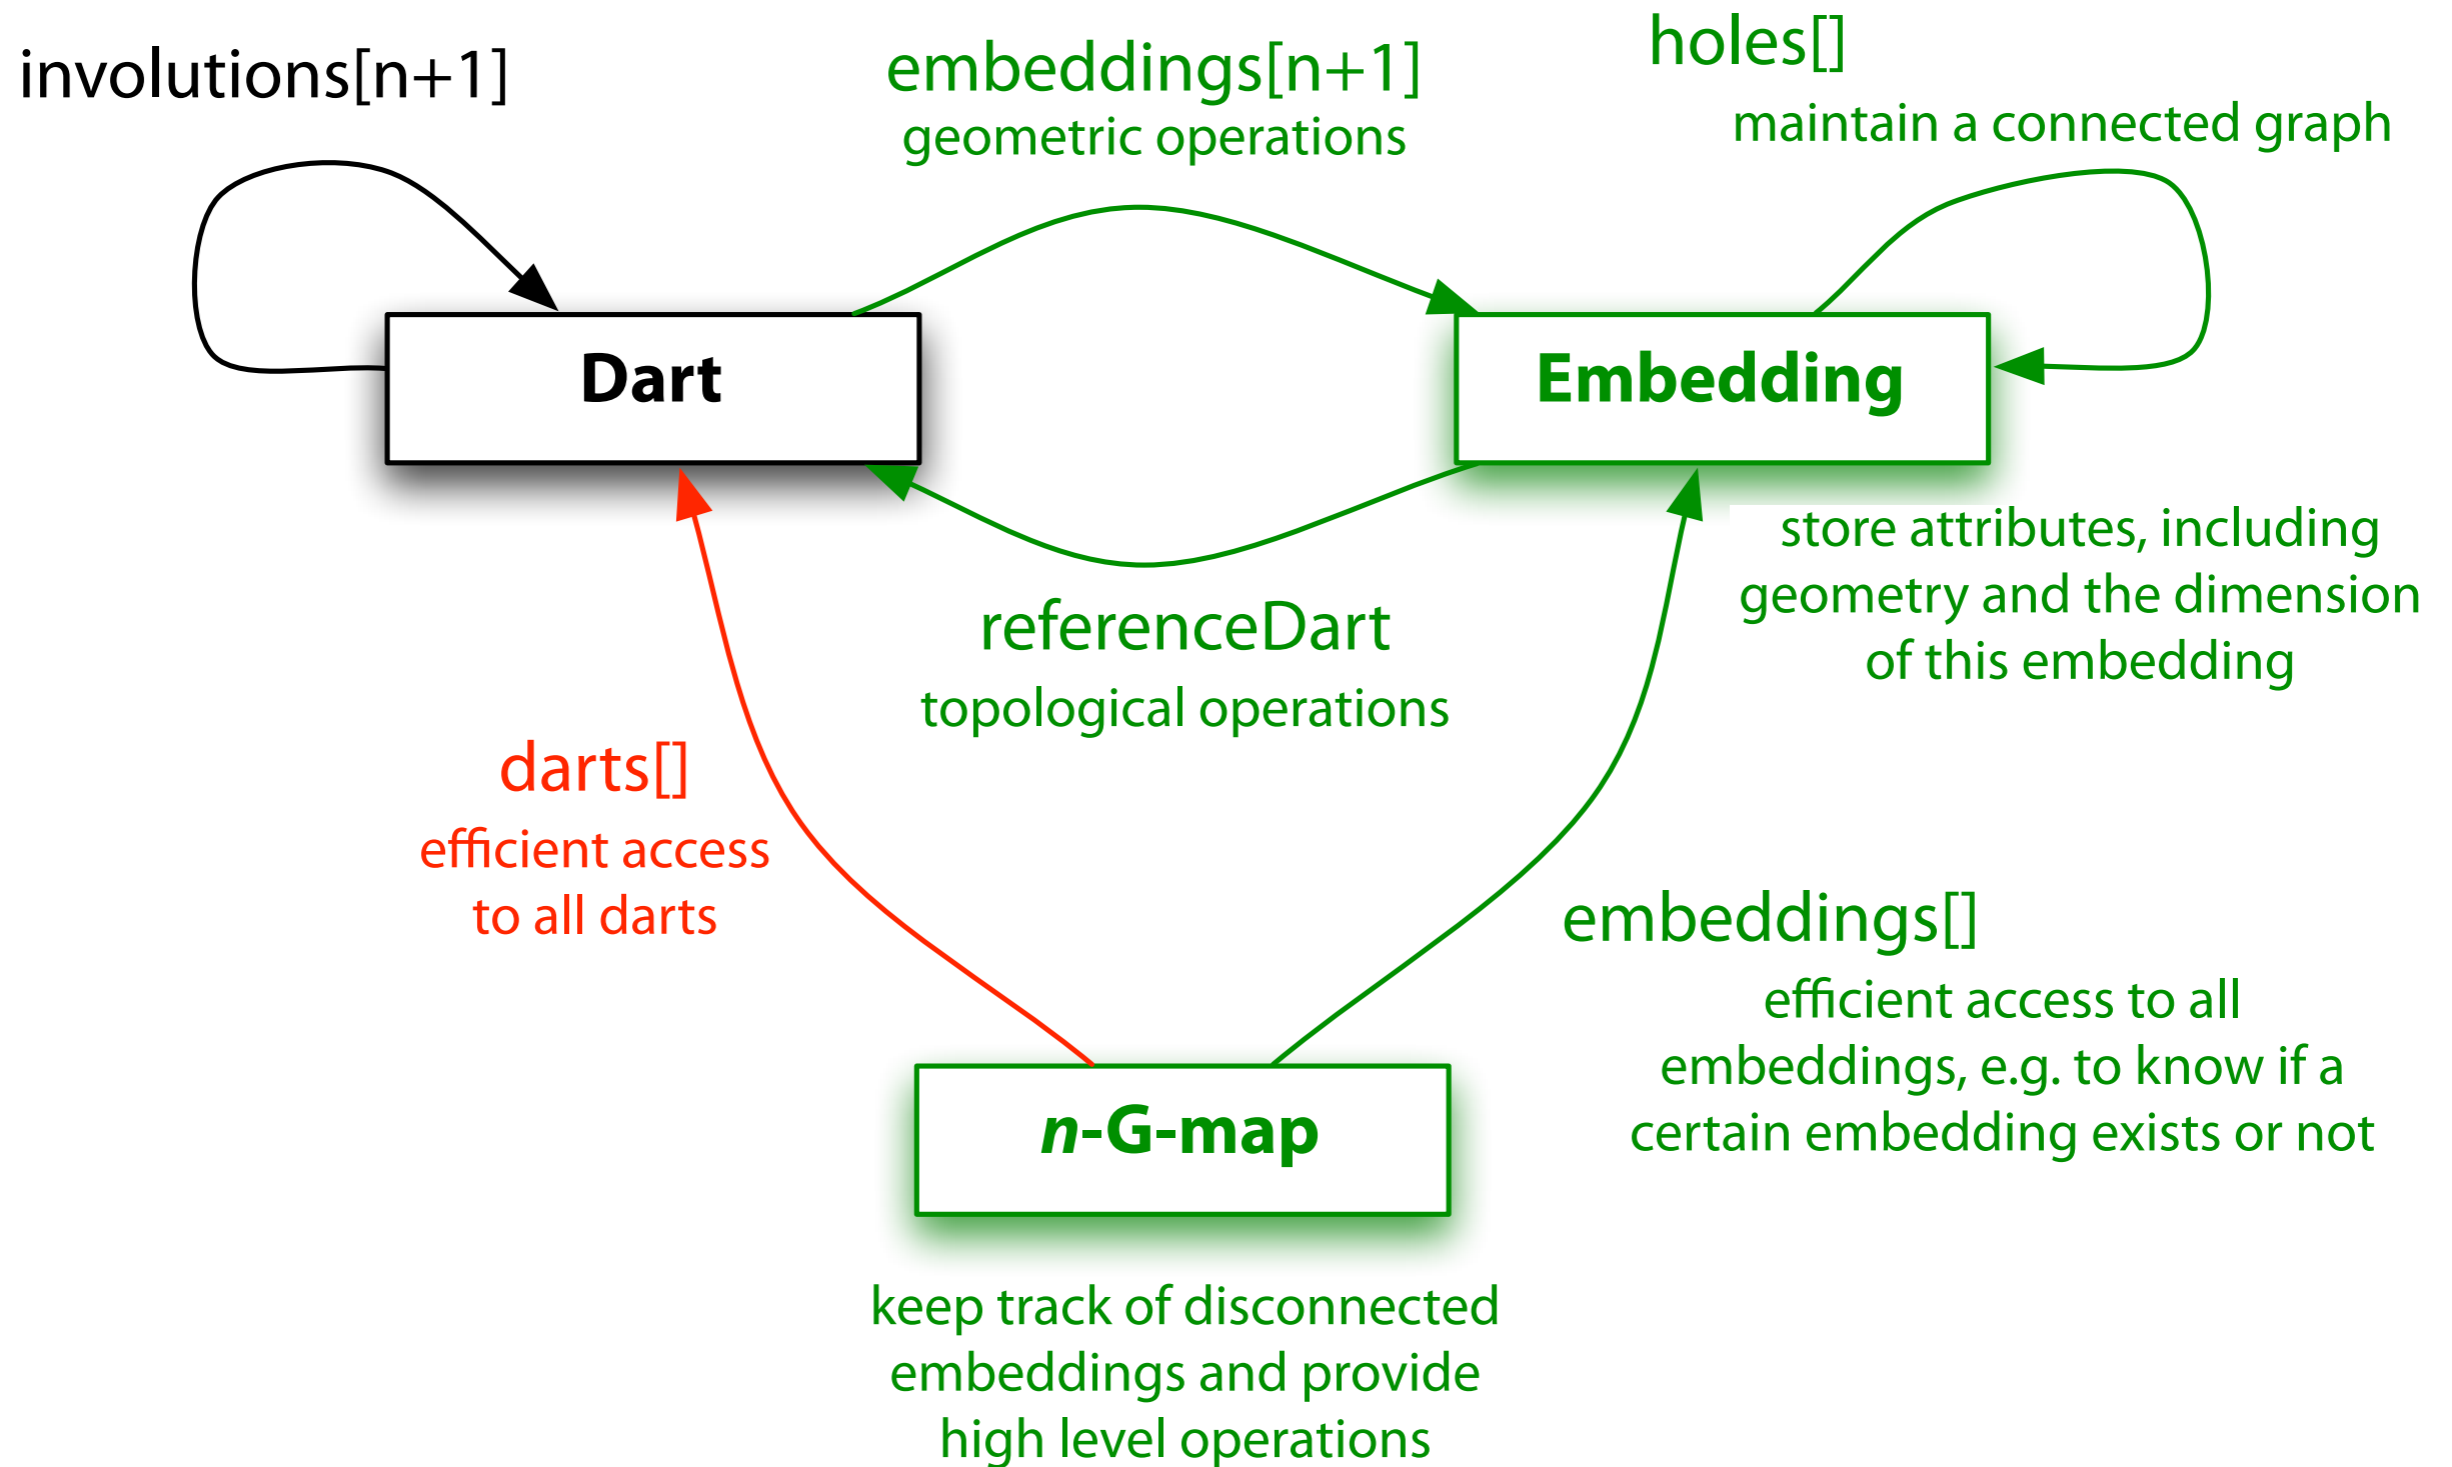 involutions[n+1]
embeddings[n+1]
geometric operations
holes[]
maintain a connected graph
Dart
Embedding
store attributes, including
geometry and the dimension
of this embedding
referenceDart
topological operations
darts[]
efficient access
to all darts
embeddings[]
efficient access to all
embeddings, e.g. to know if a
certain embedding exists or not
n-G-map
keep track of disconnected
embeddings and provide
high level operations